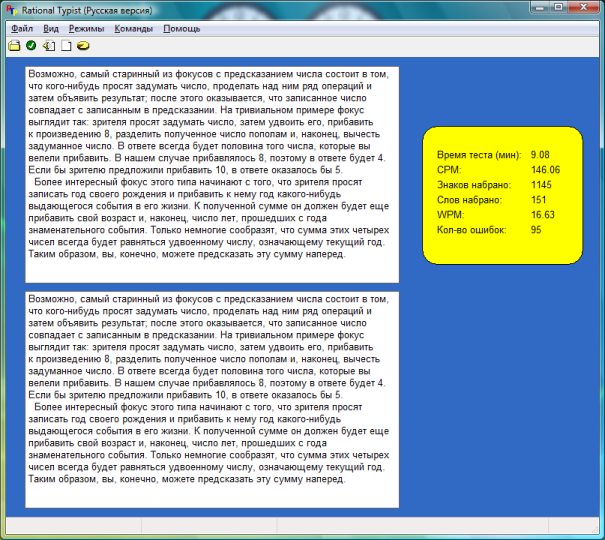 Rational Typist (Русская версия)
Файл Вид Режимы Команды Помощь
Возможно, самый старинный из фокусов с предсказанием числа состоит в том,
что кого-нибудь просят задумать число, проделать над ним ряд операций и
затем объявить результат; после этого оказывается, что записанное число
совпадает с записанным в предсказании. На тривиальном примере фокус
выглядит так: зрителя просят задумать число, затем удвоить его, прибавить
к произведению 8, разделить полученное число пополам и, наконец, вычесть
задуманное число. В ответе всегда будет половина того числа, которые вы
велели прибавить. В нашем случае прибавлялось 8, поэтому в ответе будет 4.
Если бы зрителю предложили прибавить 10, в ответе оказалось бы 5.
Более интересный фокус этого типа начинают с того, что зрителя просят
записать год своего рождения и прибавить к нему год какого-нибудь
выдающегося события в его жизни. К полученной сумме он должен будет еще
прибавить свой возраст и, наконец, число лет, прошедших с года
знаменательного события. Только немногие сообразят, что сумма этих четырех
чисел всегда будет равняться удвоенному числу, означающему текущий год.
Таким образом, вы, конечно, можете предсказать эту сумму наперед.
Возможно, самый старинный из фокусов с предсказанием числа состоит в том,
что кого-нибудь просят задумать число, проделать над ним ряд операций и
затем объявить результат; после этого оказывается, что записанное число
совпадает с записанным в предсказании. На тривиальном примере фокус
выглядит так: зрителя просят задумать число, затем удвоить его, прибавить
к произведению 8, разделить полученное число пополам и, наконец, вычесть
задуманное число. В ответе всегда будет половина того числа, которые вы
велели прибавить. В нашем случае прибавлялось 8, поэтому в ответе будет 4.
Если бы зрителю предложили прибавить 10, в ответе оказалось бы 5.
Более интересный фокус этого типа начинают с того, что зрителя просят
записать год своего рождения и прибавить к нему год какого-нибудь
выдающегося события в его жизни. К полученной сумме он должен будет еще
прибавить свой возраст и, наконец, число лет, прошедших с года
знаменательного события. Только немногие сообразят, что сумма этих четырех
чисел всегда будет равняться удвоенному числу, означающему текущий год.
Таким образом, вы, конечно, можете предсказать эту сумму наперед.
Время теста (мин): 9.08
CPM: 146.06
Знаков набрано: 1145
Слов набрано: 151
WPM: 16.63
Кол-во ошибок: 95